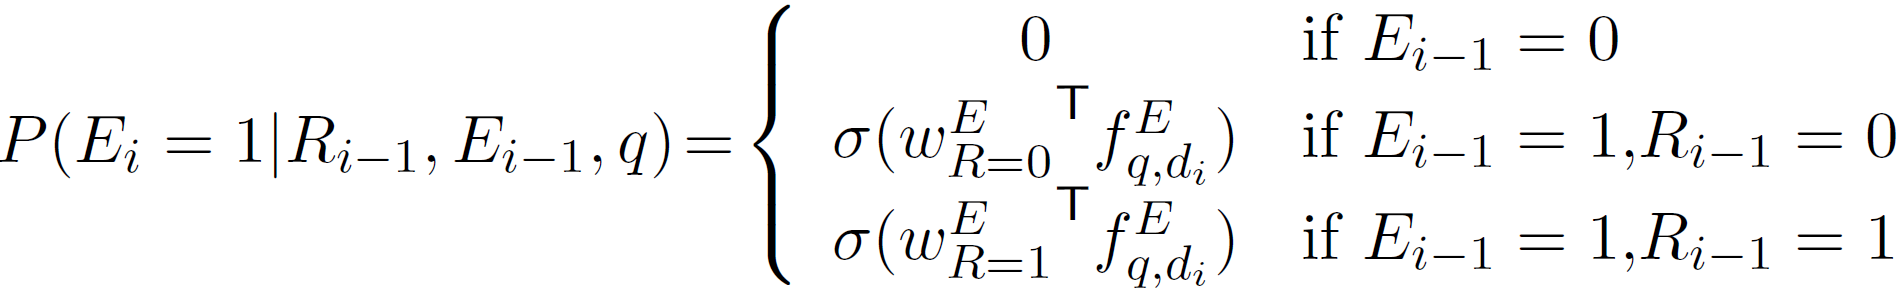 0 if E_{i−1} = 0
P(E_i = 1|R_{i−1}, E_{i−1}, q) = { σ(w^E_{R=0}^⊤ f^E_{q,d_i}) if E_{i−1} = 1,R_{i−1} = 0
σ(w^E_{R=1}^⊤ f^E_{q,d_i}) if E_{i−1} = 1,R_{i−1} = 1